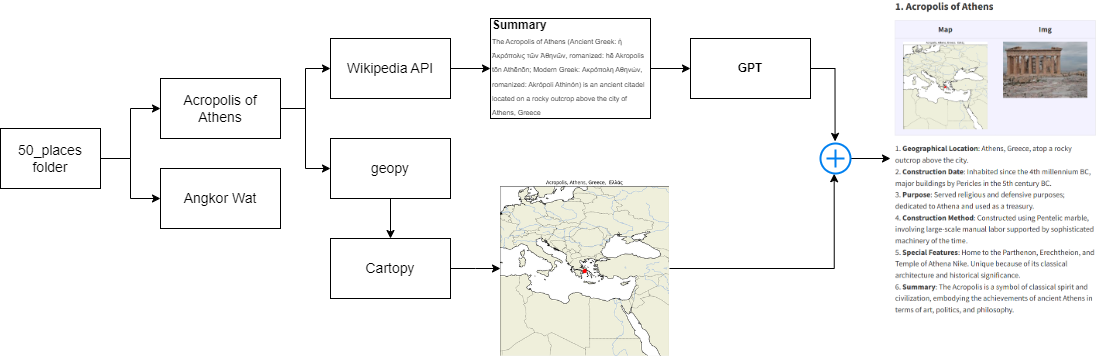 50_places
folder
Acropolis of
Athens
Angkor Wat
Wikipedia API
geopy
Cartopy
Summary
The Acropolis of Athens (Ancient Greek: ἡ
Ἀκρόπολις τῶν Ἀθηνῶν, romanized: hē Akropolis
tōn Athēnōn; Modern Greek: Ακρόπολη Αθηνών,
romanized: Akrópoli Athinón) is an ancient citadel
located on a rocky outcrop above the city of
Athens, Greece
GPT
Acropolis, Athens, Greece, Ελλάς
1. Acropolis of Athens
Map
Img
1. Geographical Location: Athens, Greece, atop a rocky
outcrop above the city.
2. Construction Date: Inhabited since the 4th millennium BC,
major buildings by Pericles in the 5th century BC.
3. Purpose: Served religious and defensive purposes;
dedicated to Athena and used as a treasury.
4. Construction Method: Constructed using Pentelic marble,
involving large-scale manual labor supported by sophisticated
machinery of the time.
5. Special Features: Home to the Parthenon, Erechtheion, and
Temple of Athena Nike. Unique because of its classical
architecture and historical significance.
6. Summary: The Acropolis is a symbol of classical spirit and
civilization, embodying the achievements of ancient Athens in
terms of art, politics, and philosophy.